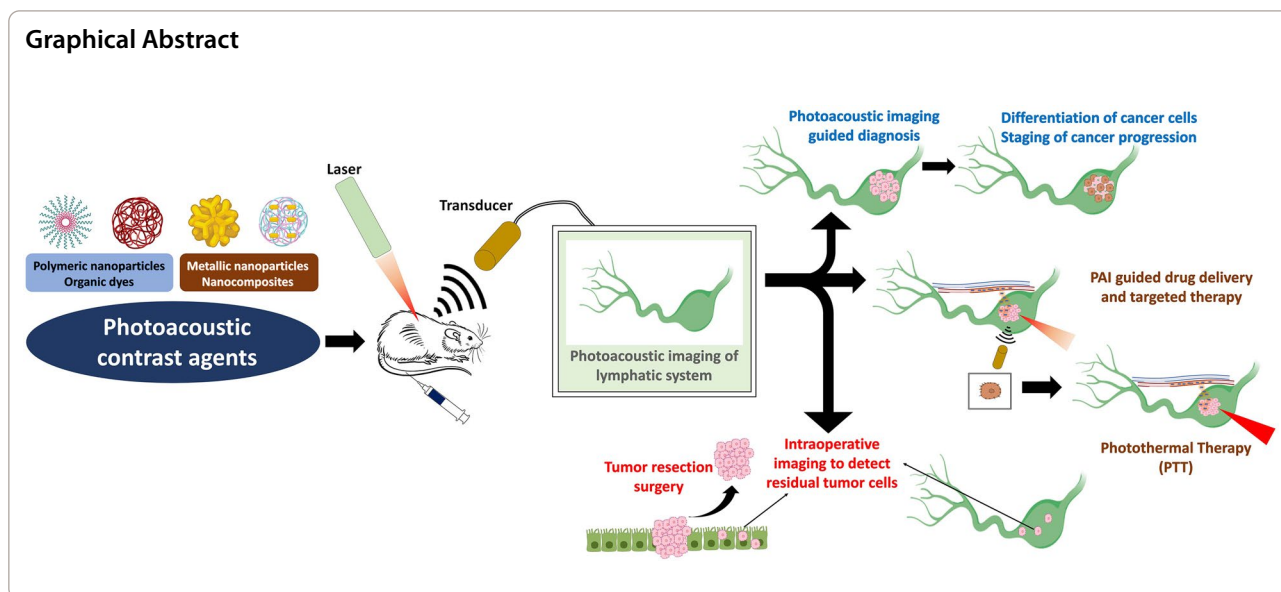 Graphical Abstract
Polymeric nanoparticles
Organic dyes
Metallic nanoparticles
Nanocomposites
Photoacoustic
contrast agents
Laser
Transducer
Photoacoustic imaging of
lymphatic system
Photoacoustic imaging
guided diagnosis
Differentiation of cancer cells
Staging of cancer progression
PAI guided drug delivery
and targeted therapy
Photothermal Therapy
(PTT)
Tumor resection
surgery
Intraoperative
imaging to detect
residual tumor cells